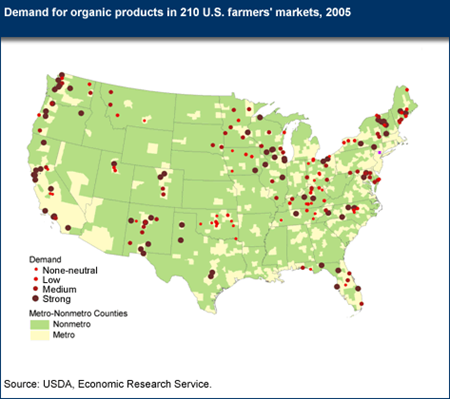 Demand for organic products in 210 U.S. farmers' markets, 2005
Demand
None-neutral
Low
Medium
Strong
Metro-Nonmetro Counties
Nonmetro
Metro
Source: USDA, Economic Research Service.